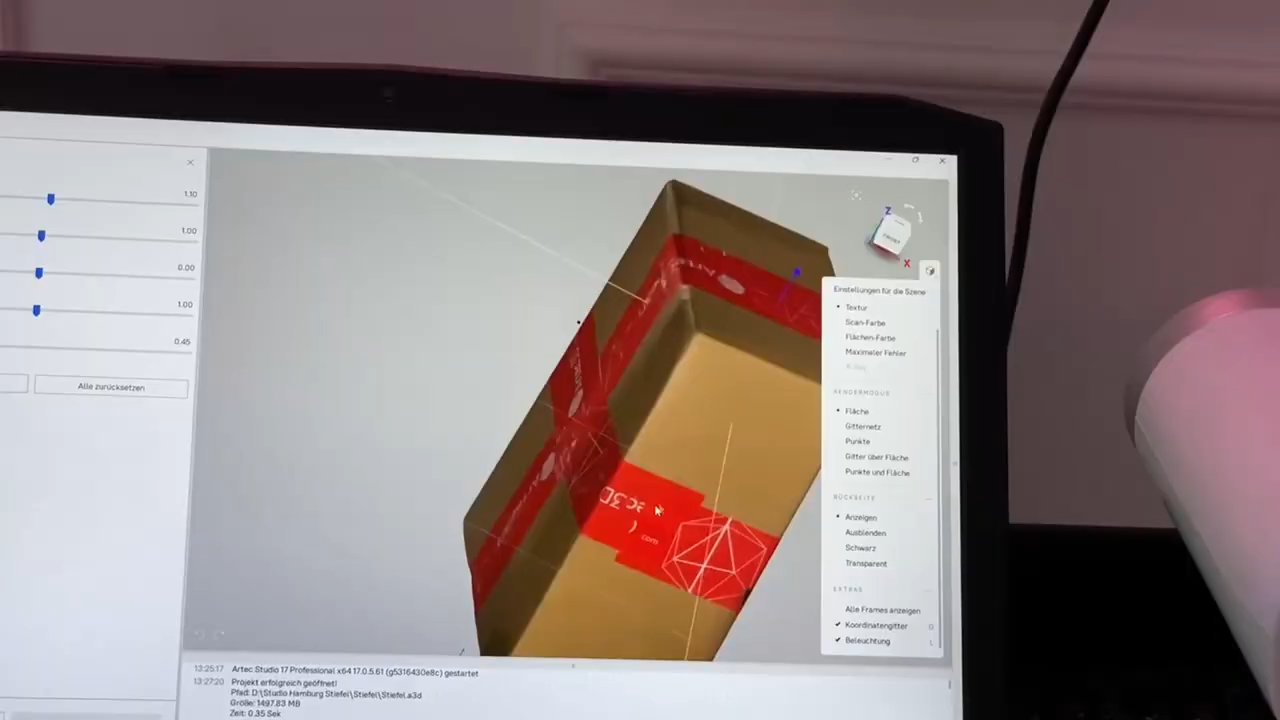 1.10
1.00
0.00
1.00
0.45
Alle zurücksetzen
Z
X
Einstellungen für die Szene
Textur
Scan-Farbe
Flächen-Farbe
Maximaler Fehler
RENDERMODUS
Fläche
Gitternetz
Punkte
Gitter über Fläche
Punkte und Fläche
RÜCKSEITE
Anzeigen
Ausblenden
Schwarz
Transparent
EXTRAS
Alle Frames anzeigen
Koordinatengitter G
Beleuchtung L
com
13:25:17 Artec Studio 17 Professional x64 17.0.5.61 (g5316430e8c) gestartet
13:27:20 Projekt erfolgreich geöffnet!
Pfad: D:\Studio Hamburg Stiefel\Stiefel\Stiefel.a3d
Größe: 1497.83 MB
Zeit: 0.35 Sek